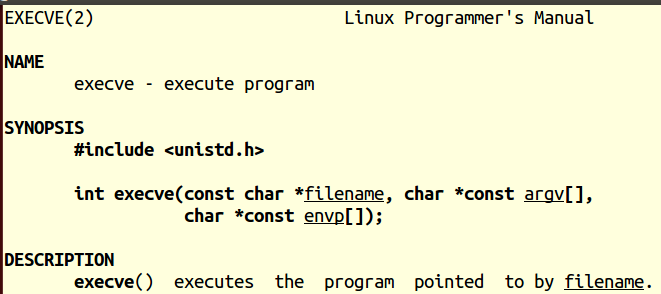 EXECVE(2) Linux Programmer's Manual
NAME
execve - execute program
SYNOPSIS
#include <unistd.h>
int execve(const char *filename, char *const argv[],
char *const envp[]);
DESCRIPTION
execve() executes the program pointed to by filename.